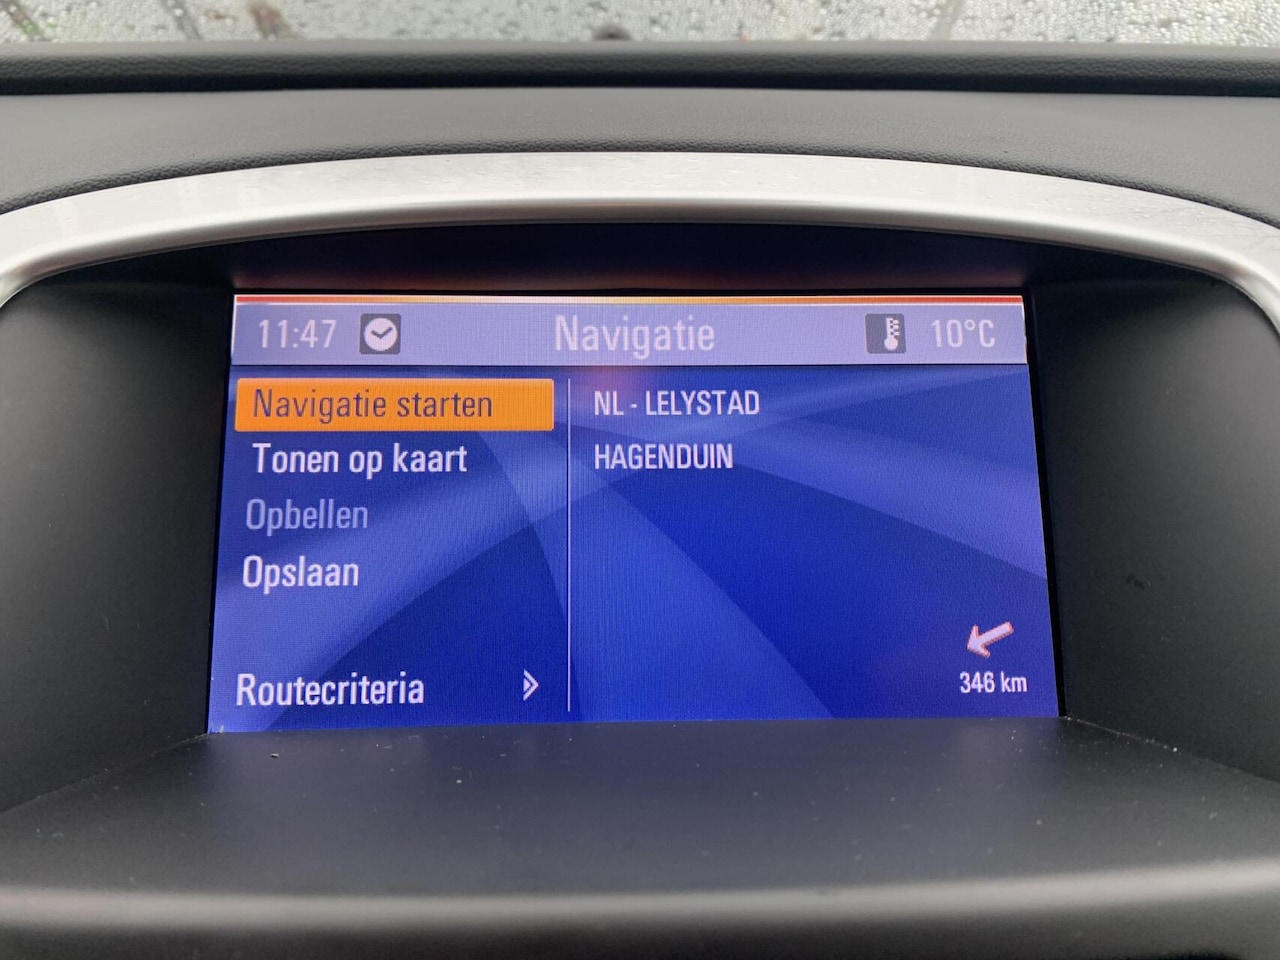 11:47 Navigatie 10°C
Navigatie starten
Tonen op kaart
Opbellen
Opslaan
Routecriteria
NL - LELYSTAD
HAGENDUIN
346 km